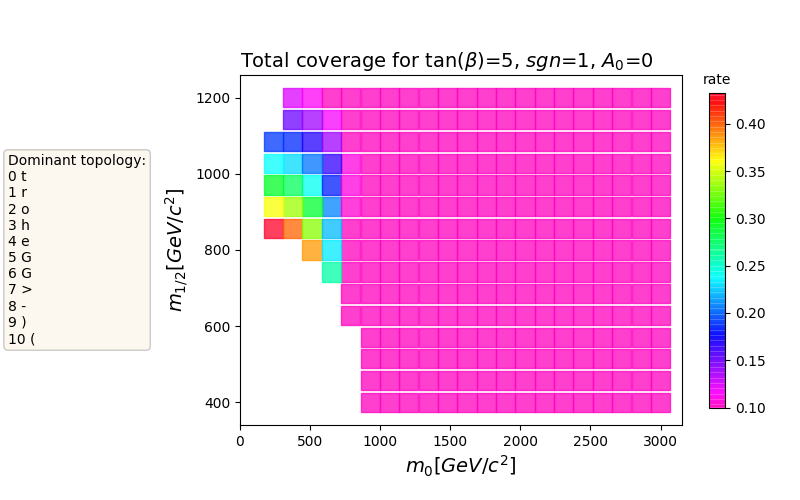 Total coverage for tan(β)=5, sgn=1, A₀=0
rate
Dominant topology:
0 t
1 r
2 o
3 h
4 e
5 G
6 G
7 >
8 -
9 )
10 (
m₁/₂[GeV/c²]
1200
1000
800
600
400
0 500 1000 1500 2000 2500 3000
m₀[GeV/c²]
0.40
0.35
0.30
0.25
0.20
0.15
0.10